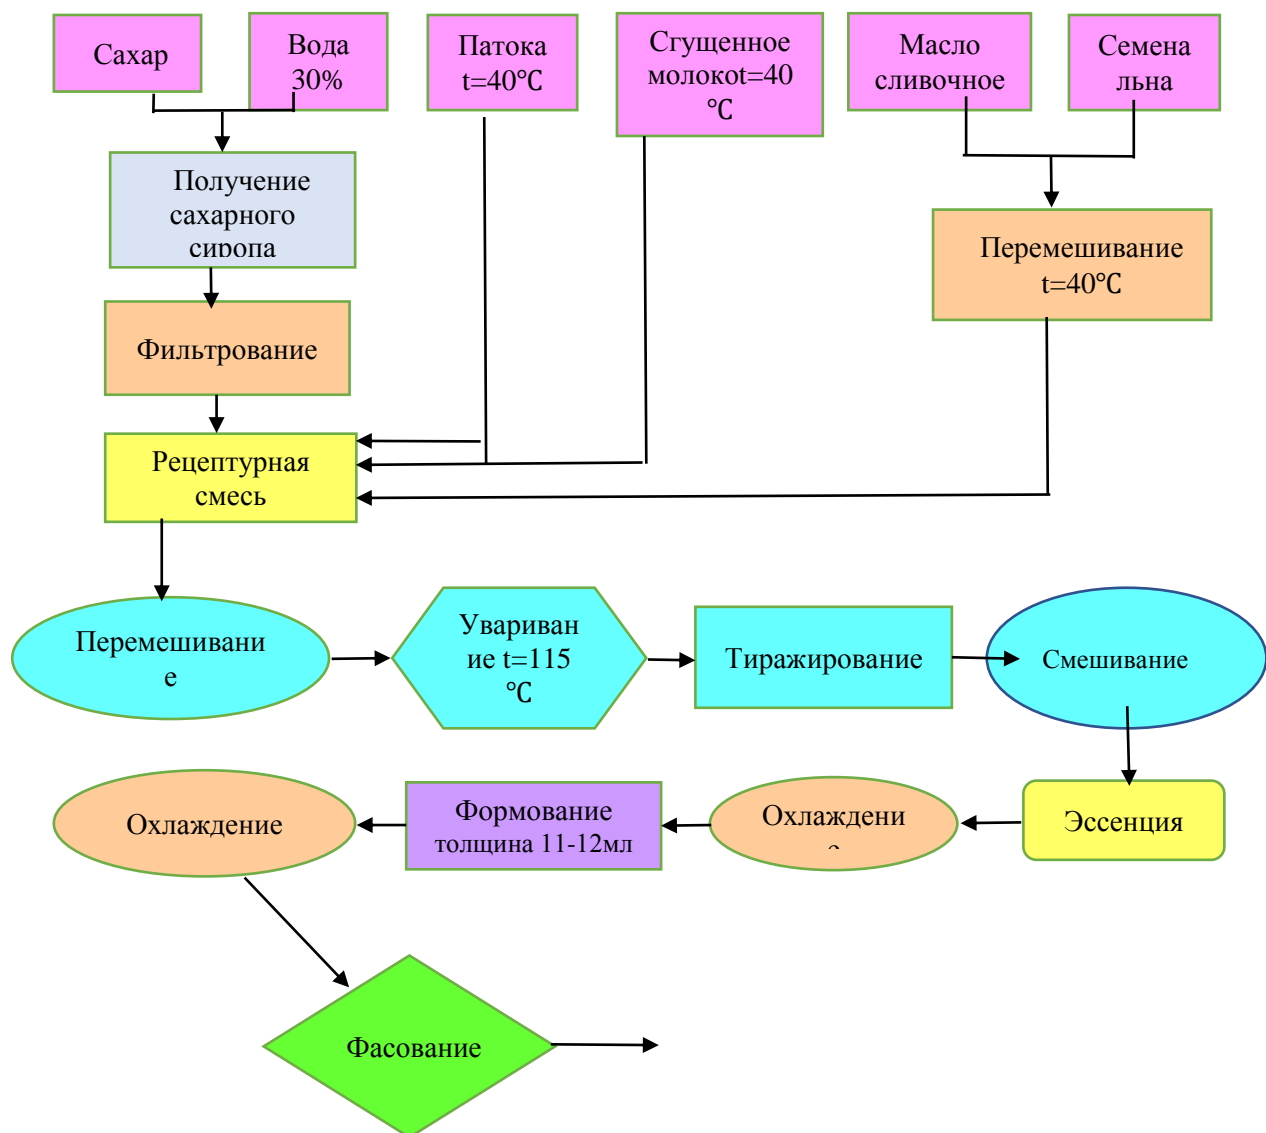 Сахар
Вода
30%
Патока
t=40℃
Сгущенное
молокоt=40
℃
Масло
сливочное
Семена
льна
Получение
сахарного
сиропа
Перемешивание
t=40℃
Фильтрование
Рецептурная
смесь
Перемешивани
е
Увариван
ие t=115
℃
Тиражирование
Смешивание
Охлаждение
Формование
толщина 11-12мл
Охлаждени
е
Эссенция
Фасование